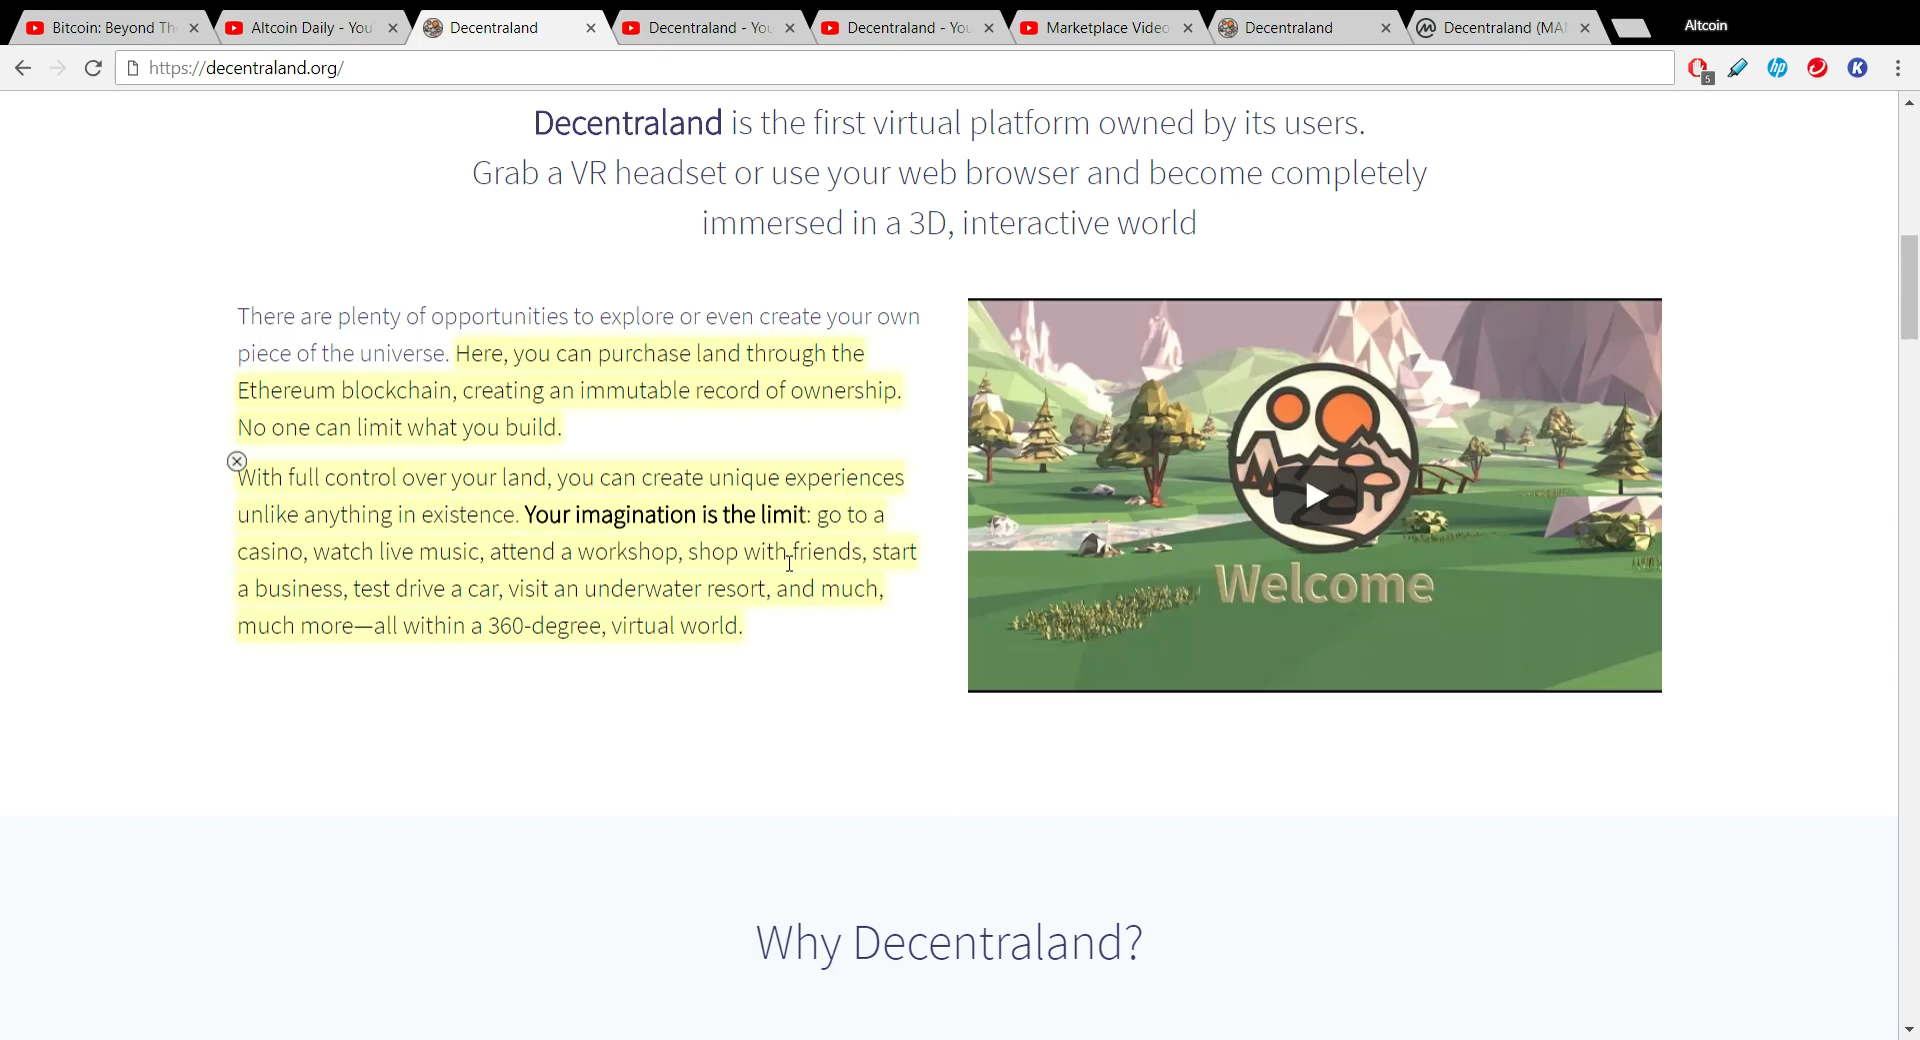 Bitcoin: Beyond Th
Altcoin Daily - You
Decentraland
Decentraland - You
Decentraland - You
Marketplace Video
Decentraland
Decentraland (MA
Altcoin
https://decentraland.org/
5
Decentraland is the first virtual platform owned by its users.
Grab a VR headset or use your web browser and become completely
immersed in a 3D, interactive world
There are plenty of opportunities to explore or even create your own
piece of the universe. Here, you can purchase land through the
Ethereum blockchain, creating an immutable record of ownership.
No one can limit what you build.
With full control over your land, you can create unique experiences
unlike anything in existence. Your imagination is the limit: go to a
casino, watch live music, attend a workshop, shop with friends, start
a business, test drive a car, visit an underwater resort, and much,
much more—all within a 360-degree, virtual world.
Welcome
Why Decentraland?